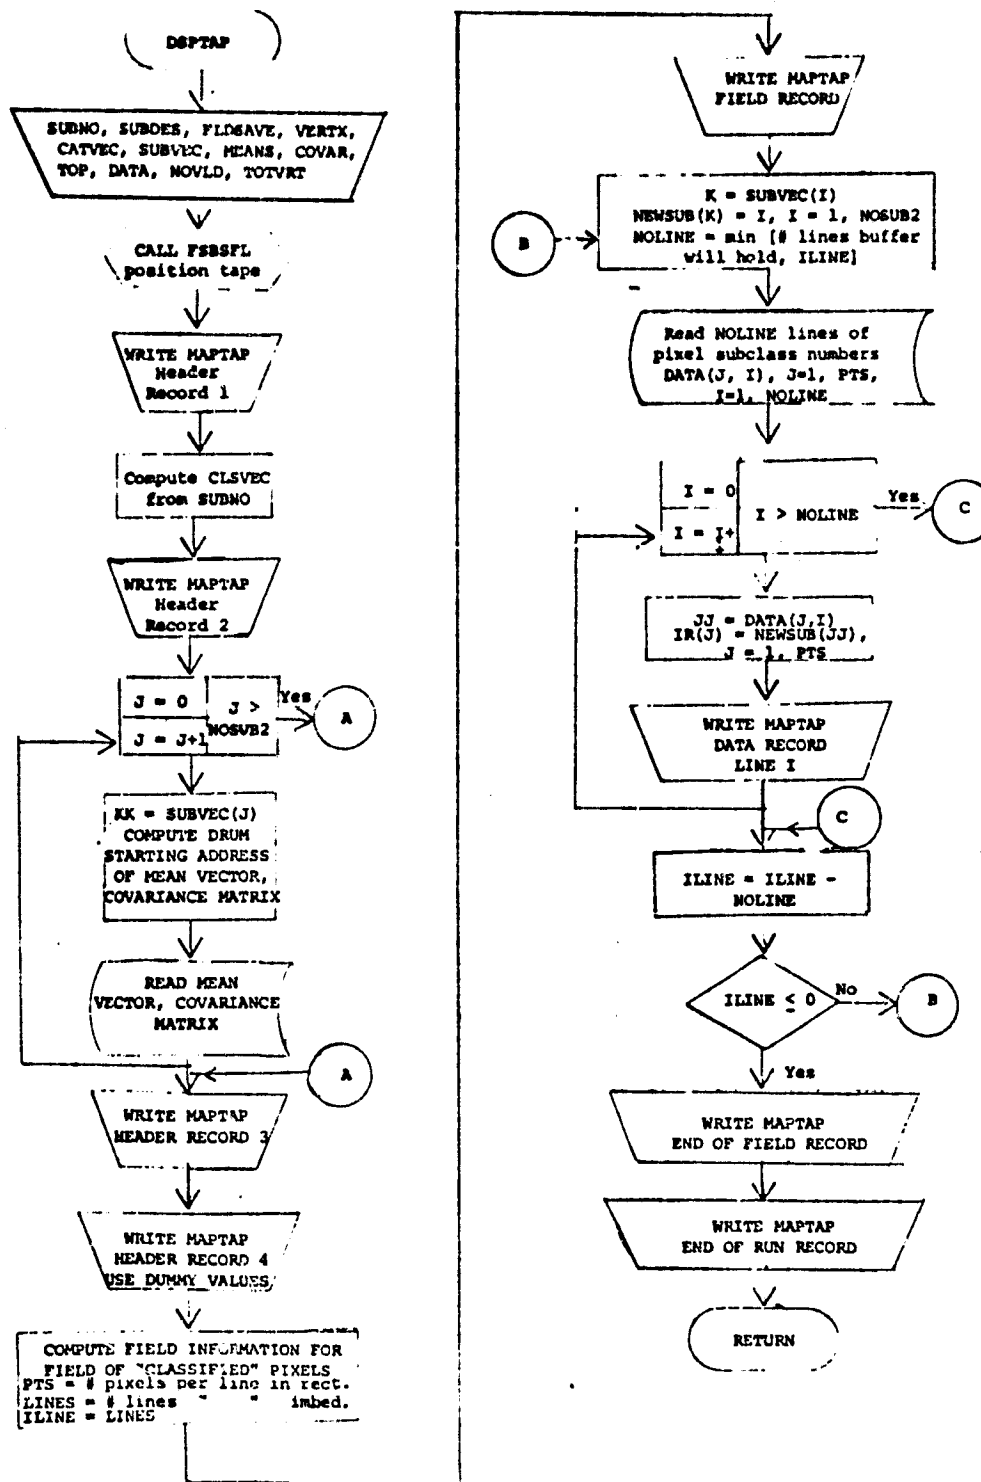 DSPTAP
SUBNO, SUBDES, FLDSAVE, VERTX,
CATVEC, SUBVEC, MEANS, COVAR,
TOP, DATA, NOVLD, TOTVRT
CALL FSBSFL
position tape
WRITE MAPTAP
Header
Record 1
Compute CLSVEC
from SUBNO
WRITE MAPTAP
Header
Record 2
J = 0
J = J+1
J >
NOSUB2
Yes
A
KK = SUBVEC(J)
COMPUTE DRUM
STARTING ADDRESS
OF MEAN VECTOR,
COVARIANCE MATRIX
READ MEAN
VECTOR, COVARIANCE
MATRIX
A
WRITE MAPTAP
HEADER RECORD 3
WRITE MAPTAP
HEADER RECORD 4
USE DUMMY VALUES
COMPUTE FIELD INFORMATION FOR
FIELD OF "CLASSIFIED" PIXELS
PTS = # pixels per line in rect.
LINES = # lines " " imbed.
ILINE = LINES
WRITE MAPTAP
FIELD RECORD
B
K = SUBVEC(I)
NEWSUB(K) = I, I = 1, NOSUB2
NOLINE = min [# lines buffer
will hold, ILINE]
Read NOLINE lines of
pixel subclass numbers
DATA(J, I), J=1, PTS,
I=1, NOLINE
I = 0
I = I+
I > NOLINE
Yes
C
JJ = DATA(J,I)
IR(J) = NEWSUB(JJ),
J = 1, PTS
WRITE MAPTAP
DATA RECORD
LINE I
C
ILINE = ILINE -
NOLINE
ILINE ≤ 0
No
B
Yes
WRITE MAPTAP
END OF FIELD RECORD
WRITE MAPTAP
END OF RUN RECORD
RETURN